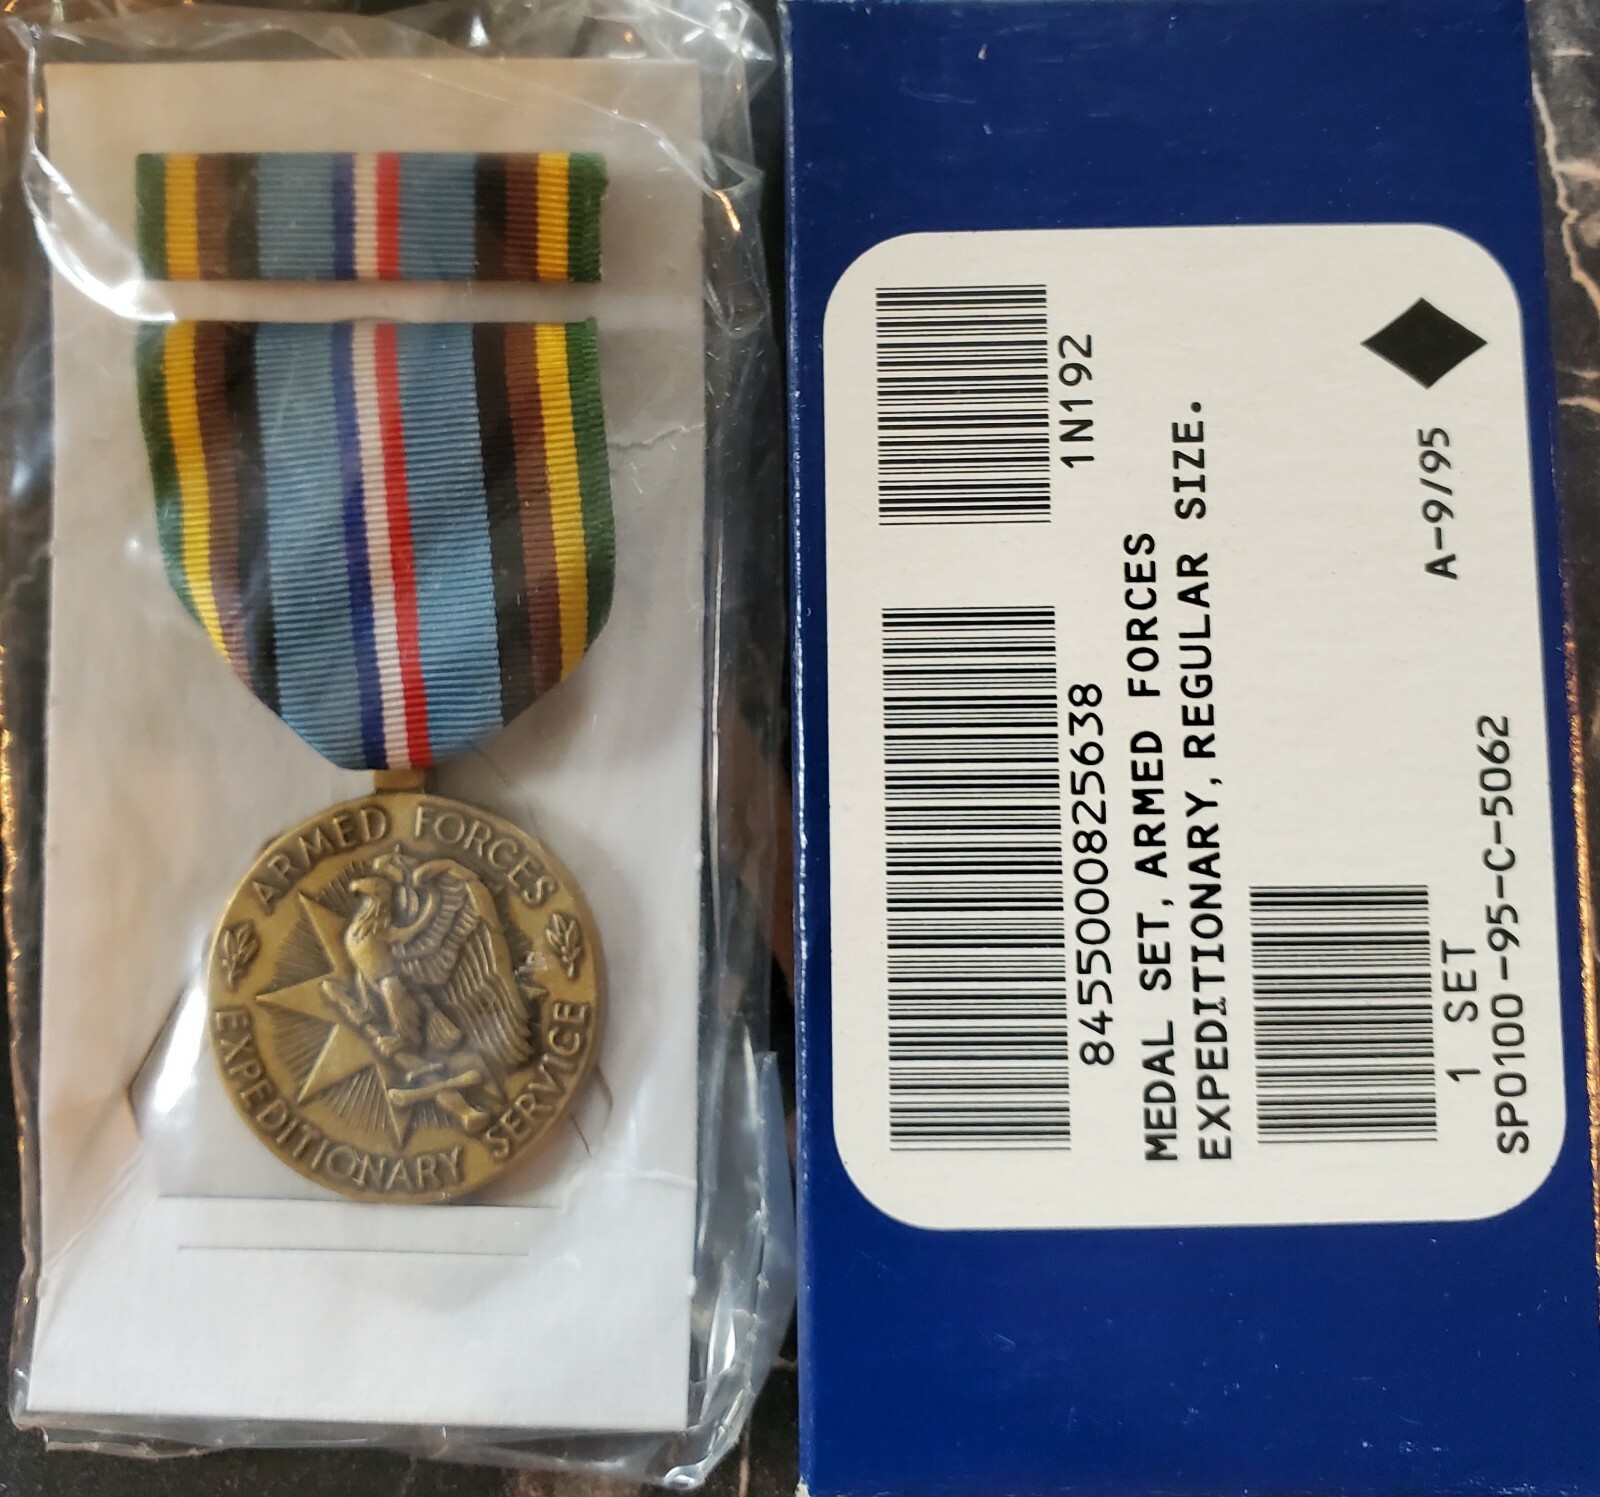 ARMED FORCES
EXPEDITIONARY SERVICE
1N192
8455000825638
MEDAL SET, ARMED FORCES
EXPEDITIONARY, REGULAR SIZE.
1 SET
A-9/95
SP0100-95-C-5062